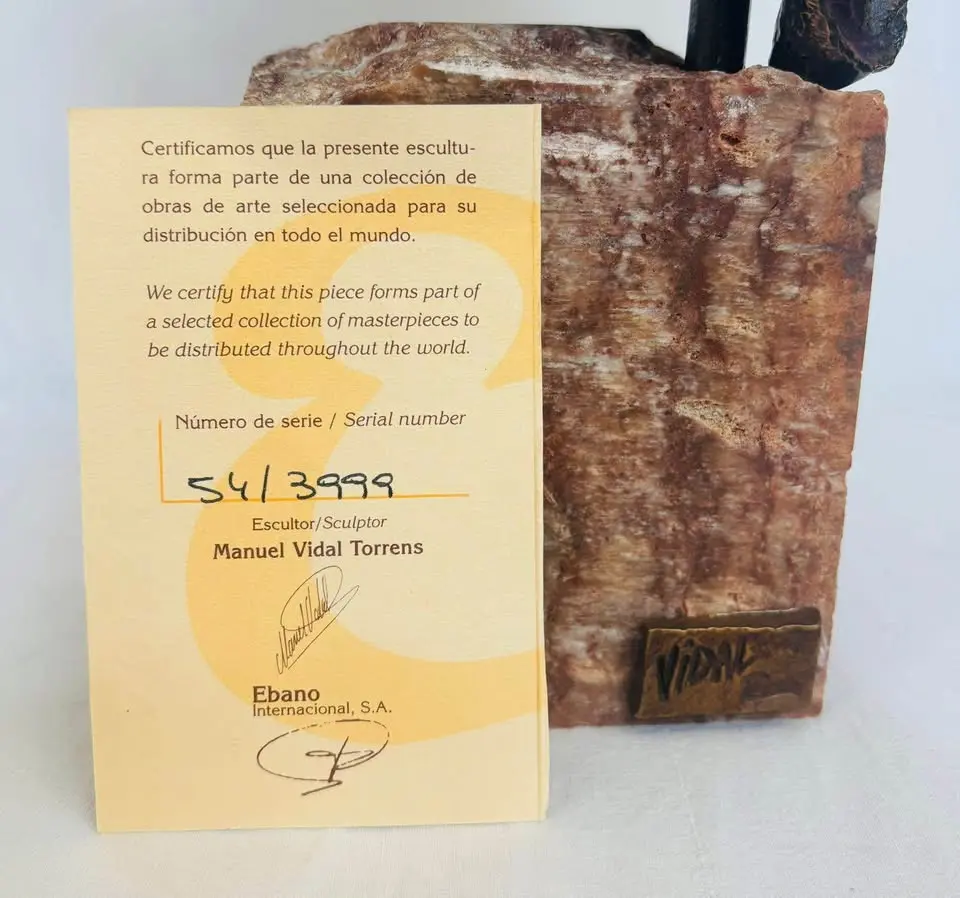 Certificamos que la presente escultu-
ra forma parte de una colección de
obras de arte seleccionada para su
distribución en todo el mundo.
We certify that this piece forms part of
a selected collection of masterpieces to
be distributed throughout the world.
Número de serie / Serial number
54/3999
Escultor/Sculptor
Manuel Vidal Torrens
Manuel Vidal
Ebano
Internacional, S.A.
VIDAL